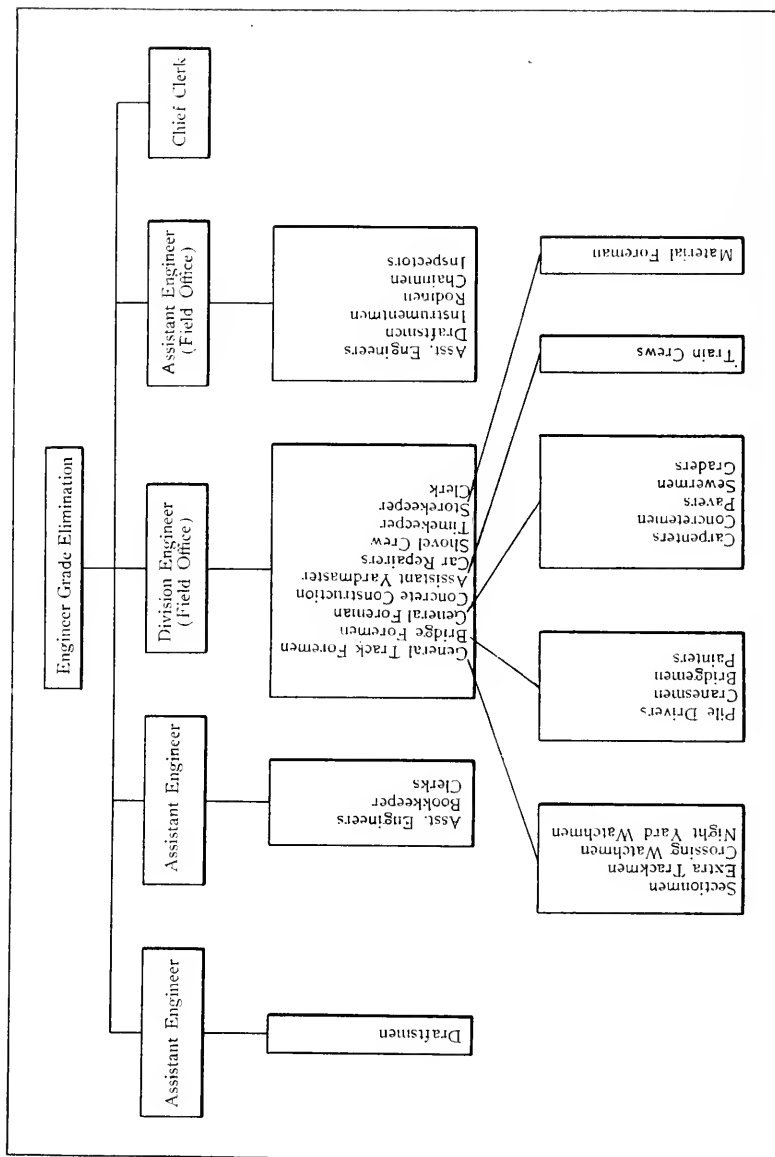 Engineer Grade Elimination
Assistant Engineer
Assistant Engineer
Division Engineer
(Field Office)
Assistant Engineer
(Field Office)
Chief Clerk
Draftsmen
Asst. Engineers
Bookkeeper
Clerks
General Track Foremen
Bridge Foremen
General Foreman
Concrete Construction
Assistant Yardmaster
Car Repairers
Shovel Crew
Timekeeper
Storekeeper
Clerk
Asst. Engineers
Draftsmen
Instrumentmen
Rodmen
Chainmen
Inspectors
Sectionmen
Extra Trackmen
Crossing Watchmen
Night Yard Watchmen
Pile Drivers
Cranesmen
Bridgemen
Painters
Carpenters
Concretemen
Pavers
Sewermen
Graders
Train Crews
Material Foreman